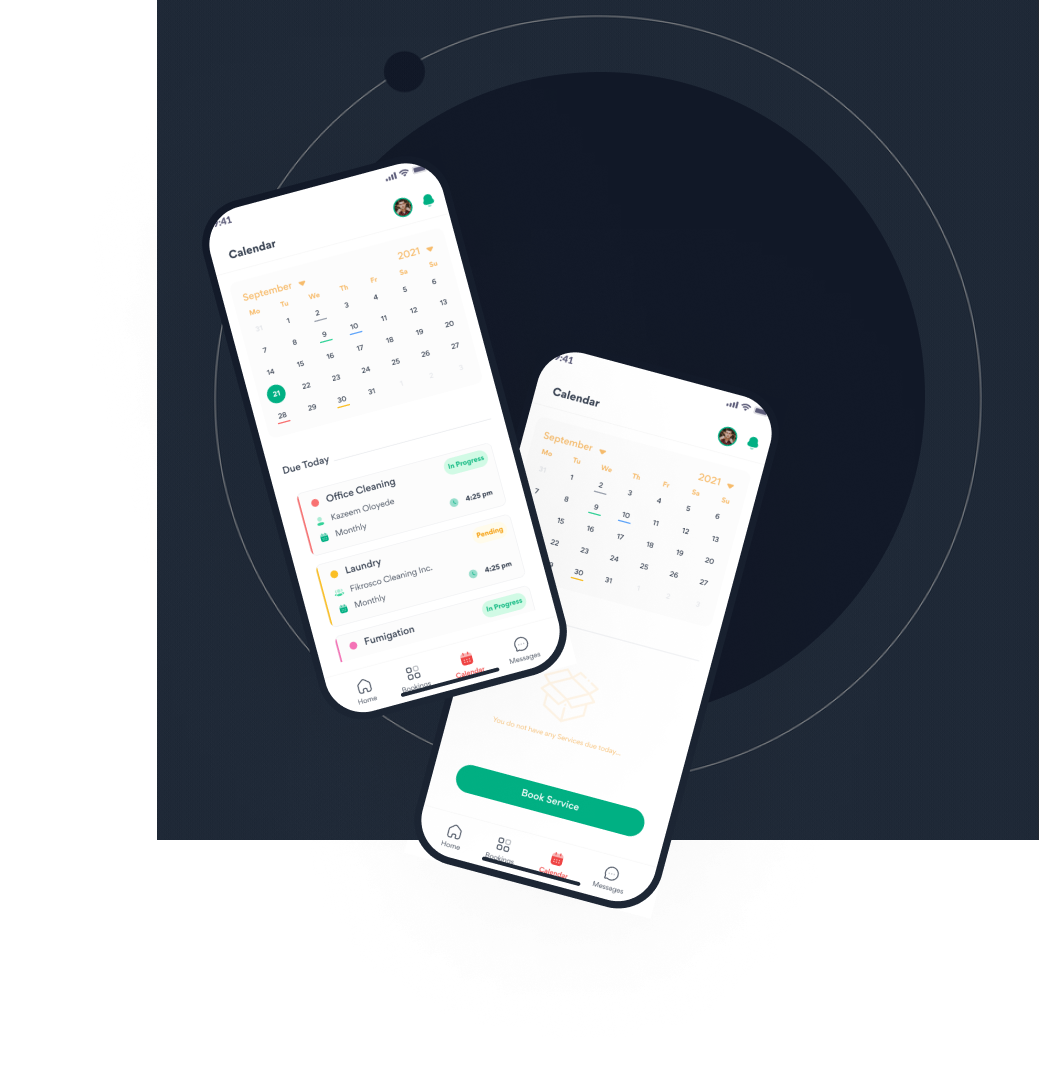 9:41
Calendar
September 2021
Mo Tu We Th Fr Sa Su
31 1 2 3 4 5 6
7 8 9 10 11 12 13
14 15 16 17 18 19 20
21 22 23 24 25 26 27
28 29 30 31 1 2 3
Due Today
Office Cleaning In Progress
Kazeem Oloyede
Monthly 4:25 pm
Laundry Pending
Fikrosco Cleaning Inc.
Monthly 4:25 pm
Fumigation In Progress
Home Bookings Calendar Messages
9:41
Calendar
September 2021
Mo Tu We Th Fr Sa Su
31 1 2 3 4 5 6
7 8 9 10 11 12 13
15 16 17 18 19 20
22 23 24 25 26 27
30 31 1 2 3
You do not have any Services due today...
Book Service
Home Bookings Calendar Messages